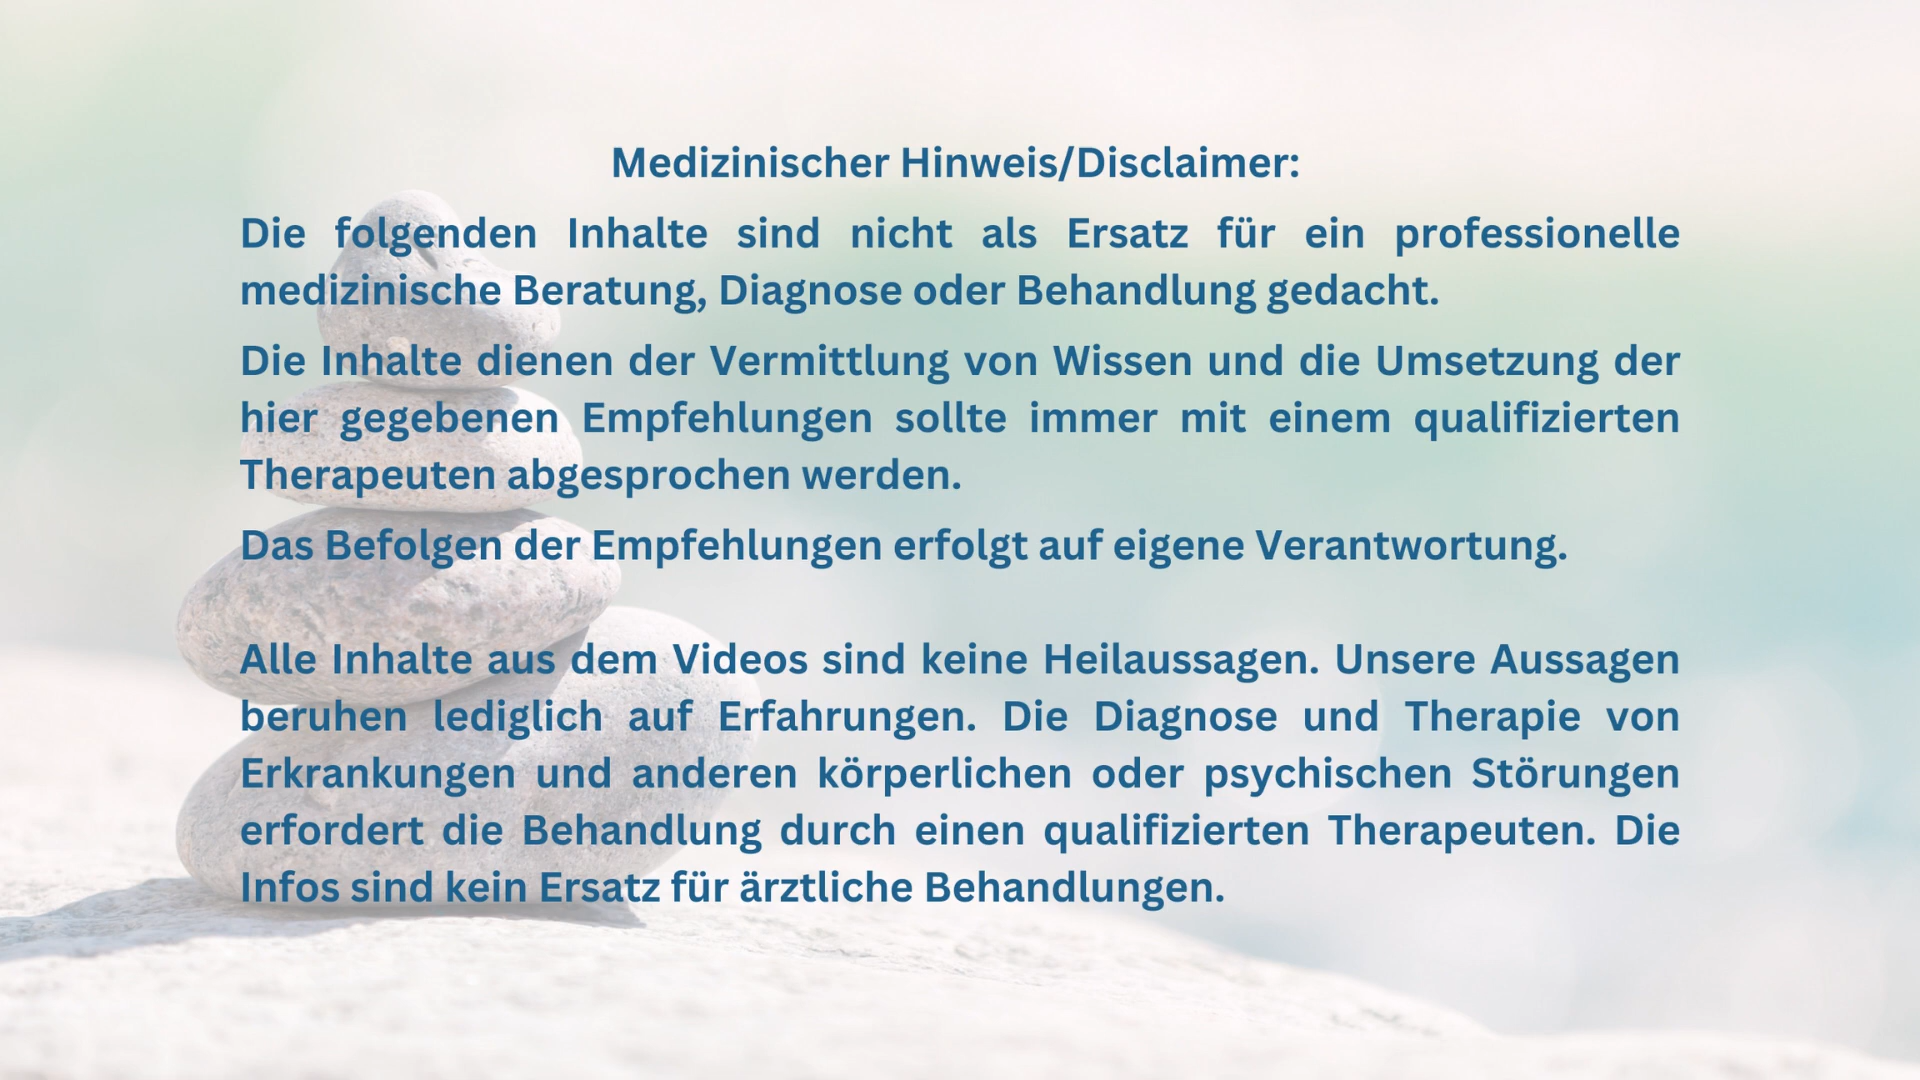 Medizinischer Hinweis/Disclaimer:
Die folgenden Inhalte sind nicht als Ersatz für ein professionelle
medizinische Beratung, Diagnose oder Behandlung gedacht.
Die Inhalte dienen der Vermittlung von Wissen und die Umsetzung der
hier gegebenen Empfehlungen sollte immer mit einem qualifizierten
Therapeuten abgesprochen werden.
Das Befolgen der Empfehlungen erfolgt auf eigene Verantwortung.
Alle Inhalte aus dem Videos sind keine Heilaussagen. Unsere Aussagen
beruhen lediglich auf Erfahrungen. Die Diagnose und Therapie von
Erkrankungen und anderen körperlichen oder psychischen Störungen
erfordert die Behandlung durch einen qualifizierten Therapeuten. Die
Infos sind kein Ersatz für ärztliche Behandlungen.